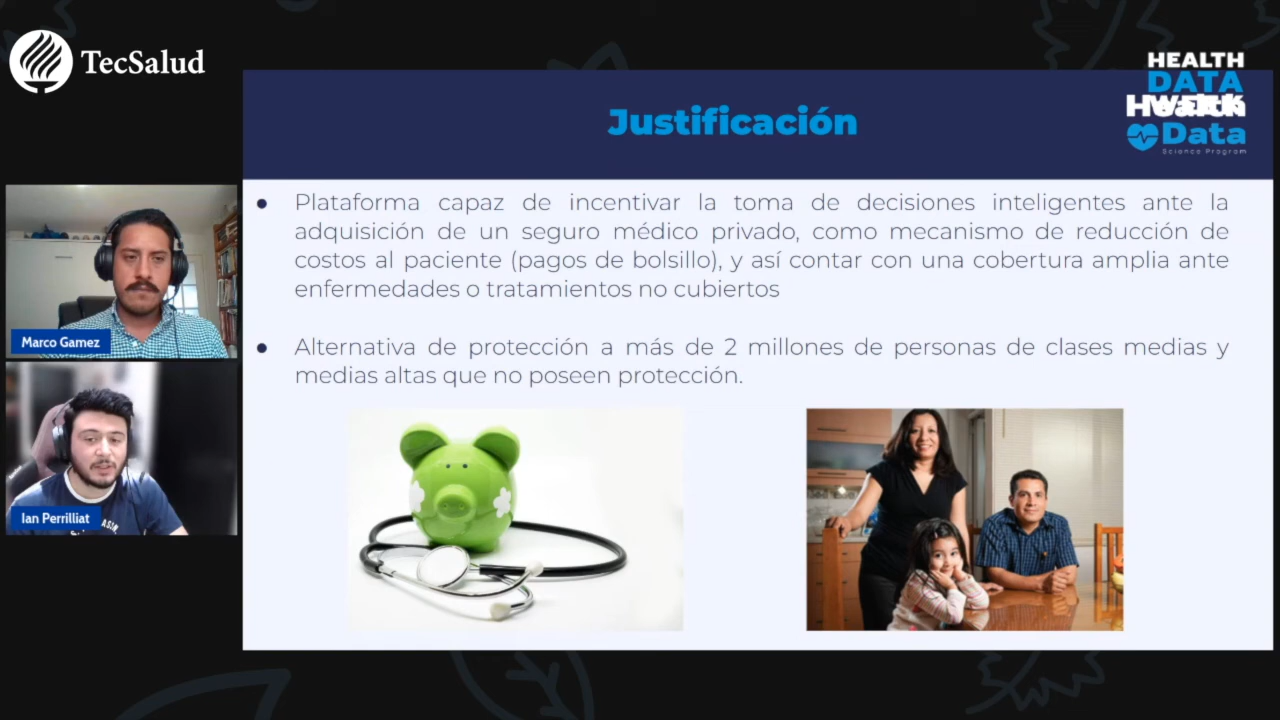 TecSalud
HEALTH
DATA
WEEK
Health
Data
Science Program
Justificación
• Plataforma capaz de incentivar la toma de decisiones inteligentes ante la
adquisición de un seguro médico privado, como mecanismo de reducción de
costos al paciente (pagos de bolsillo), y así contar con una cobertura amplia ante
enfermedades o tratamientos no cubiertos
• Alternativa de protección a más de 2 millones de personas de clases medias y
medias altas que no poseen protección.
Marco Gamez
Ian Perrilliat